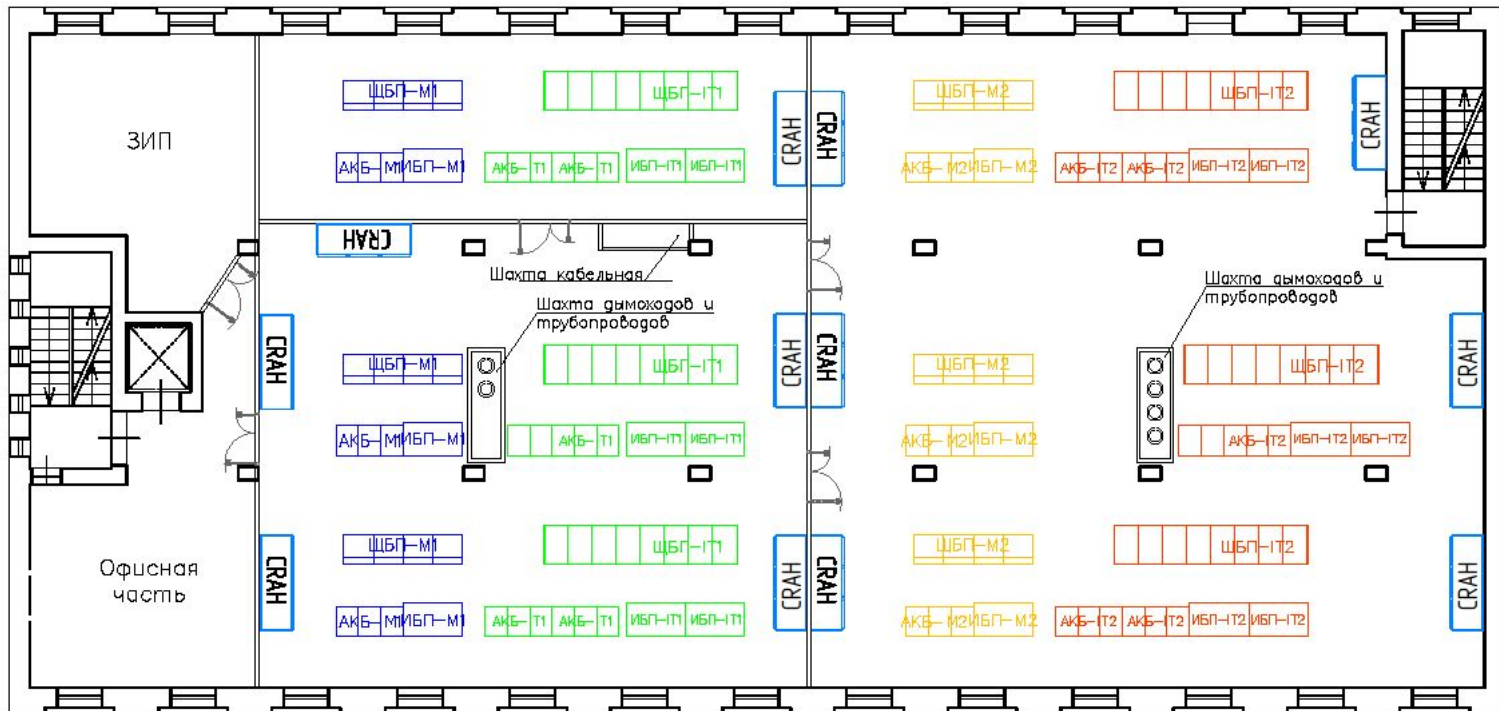 ЗИП
ЩБП-М1
ЩБП-IT1
CRAH
CRAH
ЩБП-М2
ЩБП-IT2
CRAH
АКБ-М1
ИБП-М1
АКБ-IT1
АКБ-IT1
ИБП-IT1
ИБП-IT1
АКБ-М2
ИБП-М2
АКБ-IT2
АКБ-IT2
ИБП-IT2
ИБП-IT2
CRAH
Шахта кабельная
Шахта дымоходов и
трубопроводов
Шахта дымоходов и
трубопроводов
CRAH
ЩБП-М1
ЩБП-IT1
CRAH
CRAH
ЩБП-М2
ЩБП-IT2
CRAH
АКБ-М1
ИБП-М1
АКБ-IT1
ИБП-IT1
ИБП-IT1
АКБ-М2
ИБП-М2
АКБ-IT2
ИБП-IT2
ИБП-IT2
Офисная
часть
CRAH
ЩБП-М1
ЩБП-IT1
CRAH
CRAH
ЩБП-М2
ЩБП-IT2
CRAH
АКБ-М1
ИБП-М1
АКБ-IT1
АКБ-IT1
ИБП-IT1
ИБП-IT1
АКБ-М2
ИБП-М2
АКБ-IT2
АКБ-IT2
ИБП-IT2
ИБП-IT2